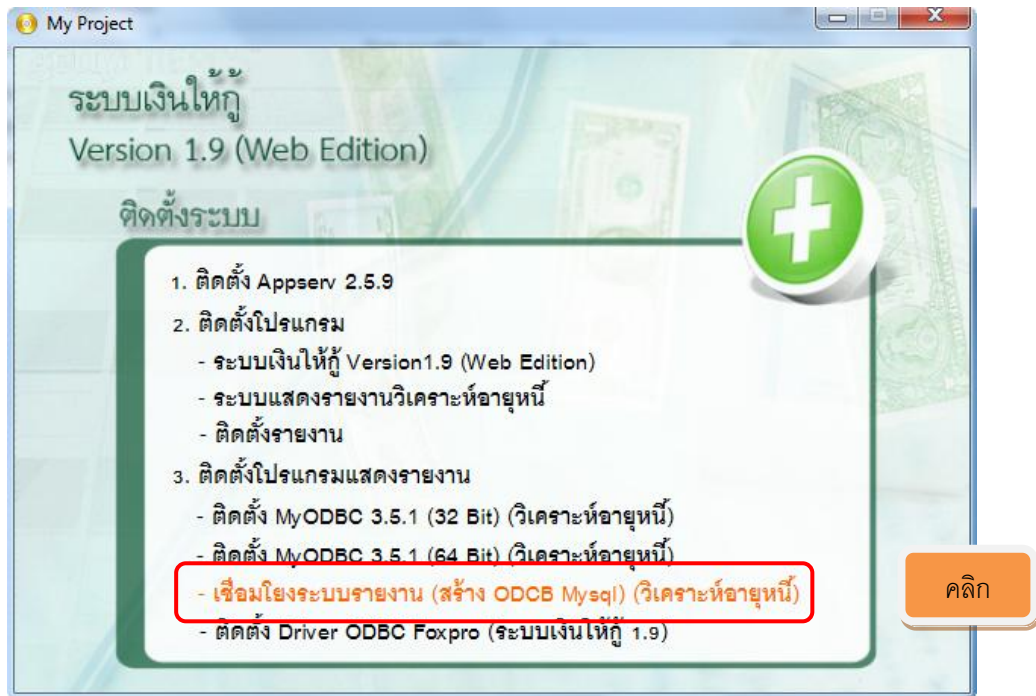 My Project
ระบบเงินให้กู้
Version 1.9 (Web Edition)
ติดตั้งระบบ
1. ติดตั้ง Appserv 2.5.9
2. ติดตั้งโปรแกรม
- ระบบเงินให้กู้ Version1.9 (Web Edition)
- ระบบแสดงรายงานวิเคราะห์อายุหนี้
- ติดตั้งรายงาน
3. ติดตั้งโปรแกรมแสดงรายงาน
- ติดตั้ง MyODBC 3.5.1 (32 Bit) (วิเคราะห์อายุหนี้)
- ติดตั้ง MyODBC 3.5.1 (64 Bit) (วิเคราะห์อายุหนี้)
- เชื่อมโยงระบบรายงาน (สร้าง ODCB Mysql) (วิเคราะห์อายุหนี้)
คลิก
- ติดตั้ง Driver ODBC Foxpro (ระบบเงินให้กู้ 1.9)